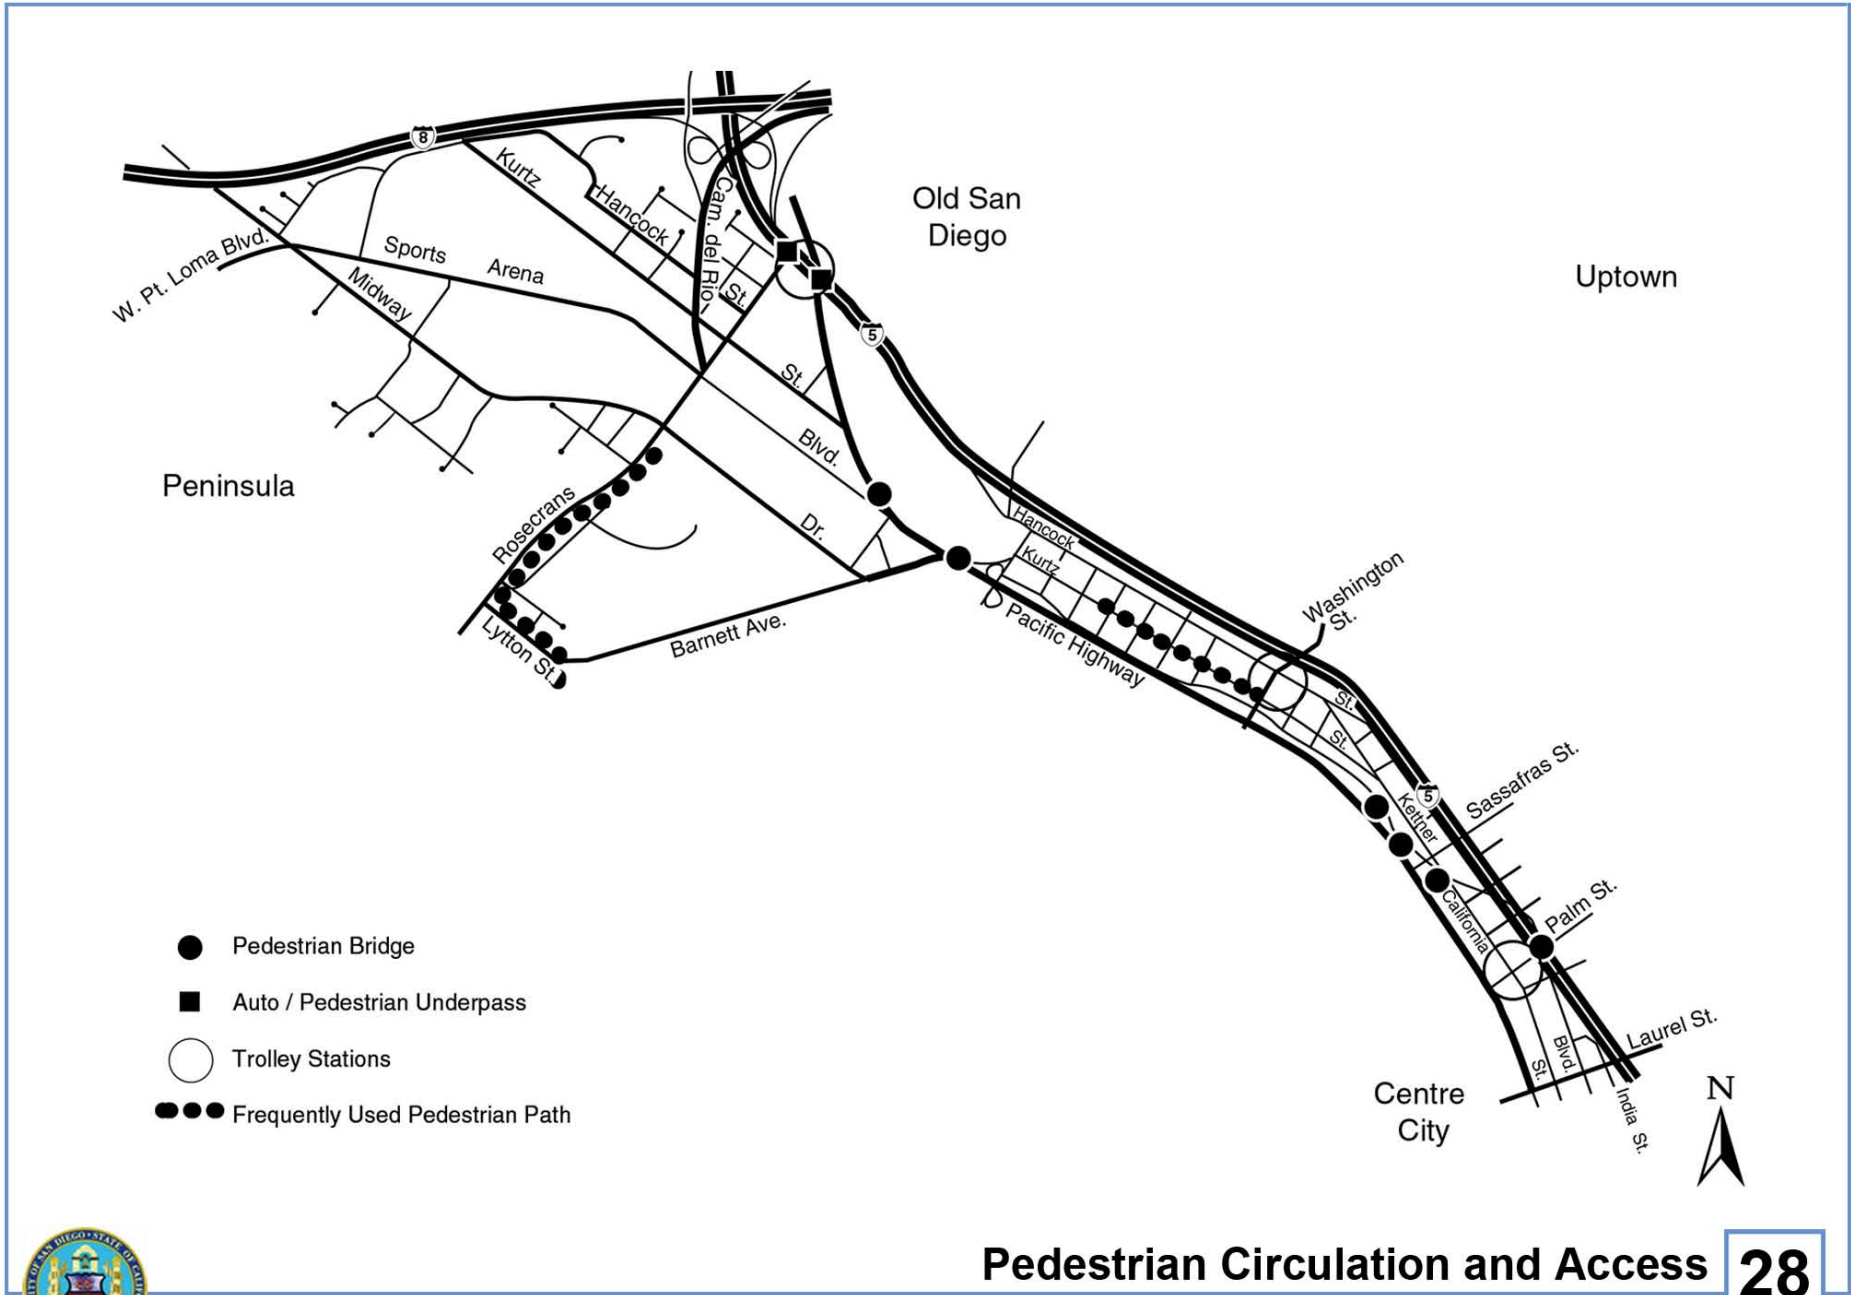 8
Kurtz
Hancock
Cam. del Rio
St.
Old San
Diego
Uptown
W. Pt. Loma Blvd.
Sports
Arena
Midway
5
St.
Blvd.
Peninsula
Rosecrans
Dr.
Hancock
Kurtz
Washington
St.
Pacific Highway
Barnett Ave.
Lytton St.
St.
St.
Kettner
5
Sassafras St.
California
Palm St.
Pedestrian Bridge
Auto / Pedestrian Underpass
Trolley Stations
Frequently Used Pedestrian Path
Laurel St.
Blvd.
St.
India St.
Centre
City
N
Pedestrian Circulation and Access
28